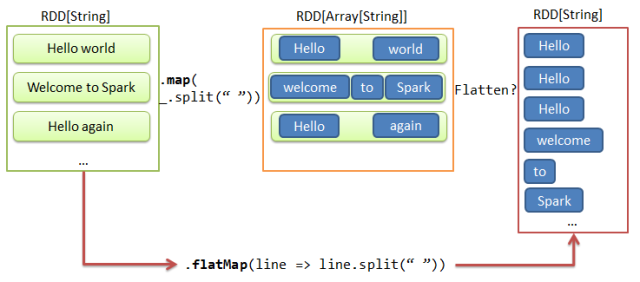 RDD[String]
Hello world
Welcome to Spark
Hello again
...
.map(
_.split(“ ”))
RDD[Array[String]]
Hello world
welcome to Spark
Hello again
Flatten?
RDD[String]
Hello
Hello
Hello
welcome
to
Spark
...
.flatMap(line => line.split(“ ”))